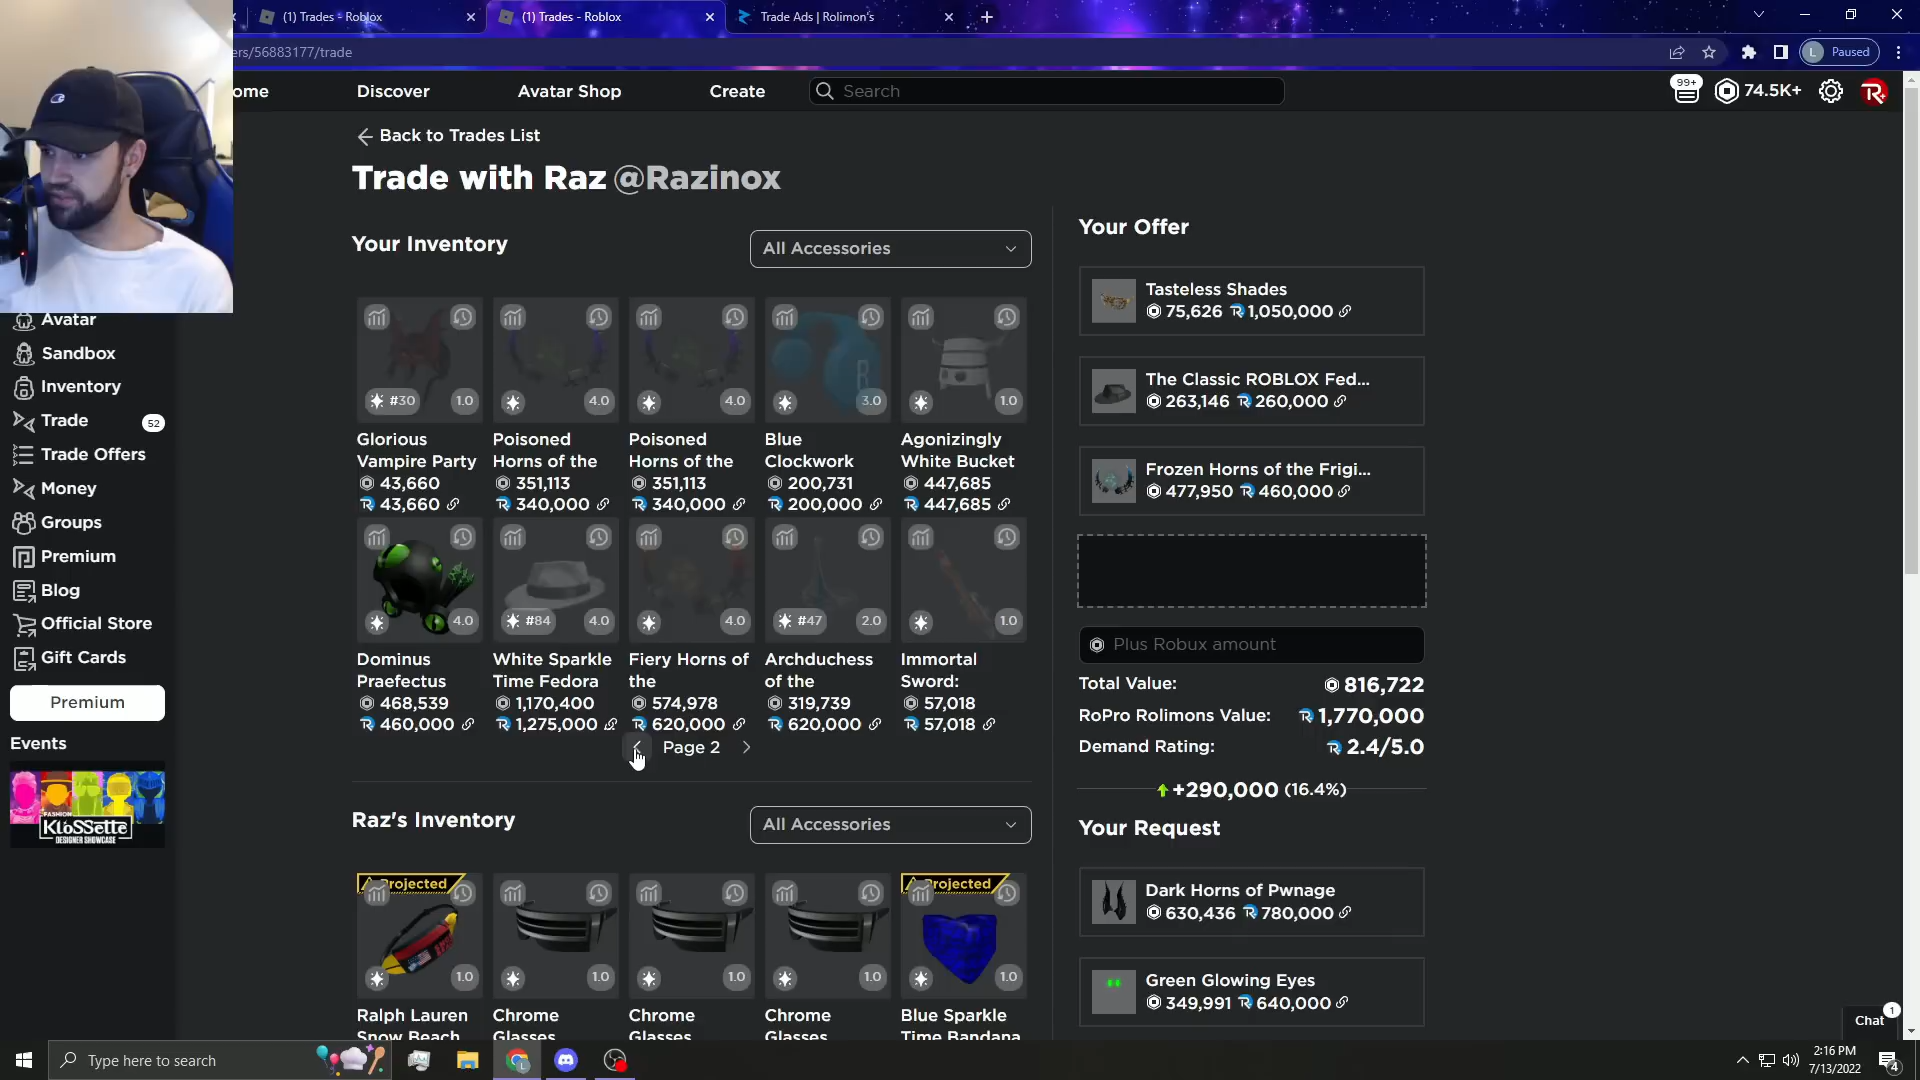 (1) Trades - Roblox
(1) Trades - Roblox
Trade Ads | Rolimon's
ers/56883177/trade
L Paused
ome
Discover
Avatar Shop
Create
Search
99+
74.5K+
Back to Trades List
Trade with Raz @Razinox
Your Inventory
All Accessories
#30 1.0
4.0
4.0
B
3.0
1.0
Glorious
Vampire Party
43,660
43,660
Poisoned
Horns of the
351,113
340,000
Poisoned
Horns of the
351,113
340,000
Blue
Clockwork
200,731
200,000
Agonizingly
White Bucket
447,685
447,685
4.0
#84 4.0
4.0
#47 2.0
1.0
Dominus
Praefectus
468,539
460,000
White Sparkle
Time Fedora
1,170,400
1,275,000
Fiery Horns of
the
574,978
620,000
Archduchess
of the
319,739
620,000
Immortal
Sword:
57,018
57,018
Page 2
Raz's Inventory
All Accessories
Projected
1.0
1.0
1.0
1.0
Projected
1.0
Ralph Lauren
Snow Beach
Chrome
Glasses
Chrome
Glasses
Chrome
Glasses
Blue Sparkle
Time Bandana
Your Offer
Tasteless Shades
75,626 1,050,000
The Classic ROBLOX Fed...
263,146 260,000
Frozen Horns of the Frigi...
477,950 460,000
Plus Robux amount
Total Value: 816,722
RoPro Rolimons Value: 1,770,000
Demand Rating: 2.4/5.0
+290,000 (16.4%)
Your Request
Dark Horns of Pwnage
630,436 780,000
Green Glowing Eyes
349,991 640,000
Avatar
Sandbox
Inventory
Trade 52
Trade Offers
Money
Groups
Premium
Blog
Official Store
Gift Cards
Premium
Events
FASHION
KLOSSETTE
DESIGNER SHOWCASE
Chat 1
Type here to search
2:16 PM
7/13/2022
4